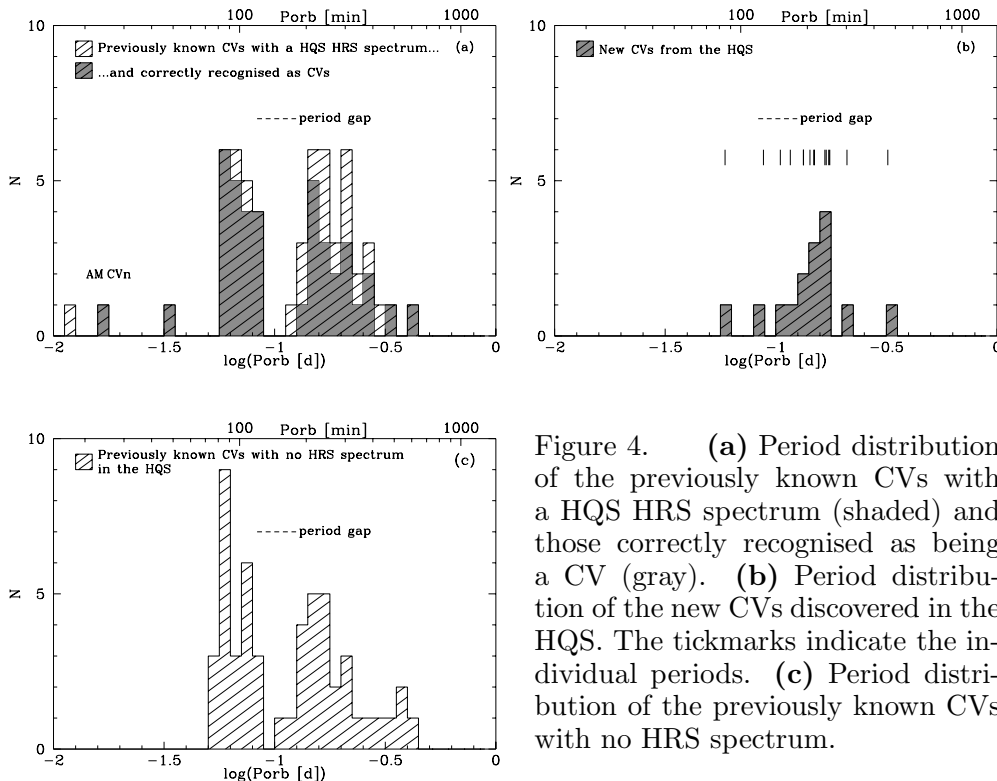 Porb [min]
100 1000
10
Previously known CVs with a HQS HRS spectrum... (a)
...and correctly recognised as CVs
period gap
N
5
AM CVn
0
-2 -1.5 -1 -0.5 0
log(Porb [d])
Porb [min]
100 1000
10
New CVs from the HQS (b)
period gap
N
5
0
-2 -1.5 -1 -0.5 0
log(Porb [d])
Porb [min]
100 1000
10
Previously known CVs with no HRS spectrum
in the HQS
(c)
period gap
N
5
0
-2 -1.5 -1 -0.5 0
log(Porb [d])
Figure 4. (a) Period distribution
of the previously known CVs with
a HQS HRS spectrum (shaded) and
those correctly recognised as being
a CV (gray). (b) Period distribu-
tion of the new CVs discovered in the
HQS. The tickmarks indicate the in-
dividual periods. (c) Period distri-
bution of the previously known CVs
with no HRS spectrum.